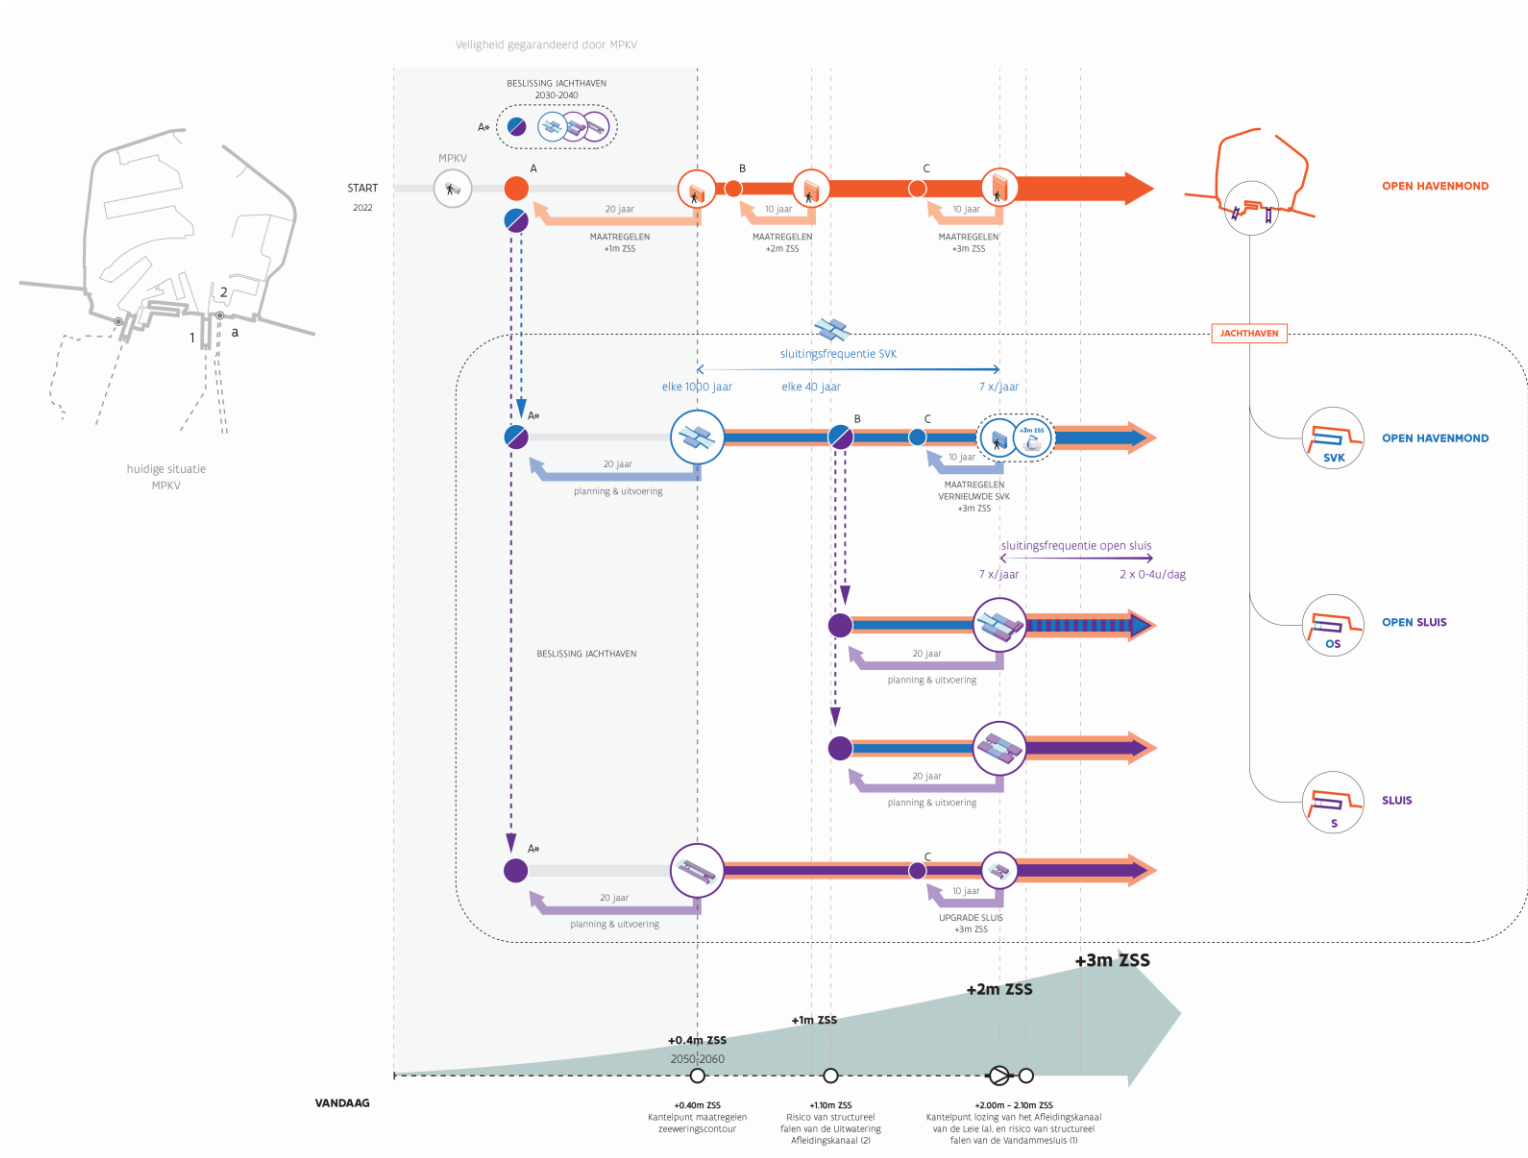 Veiligheid gegarandeerd door MPKV
BESLISSING JACHTHAVEN
2030-2040
A*
MPKV
A
B
C
START
2022
20 jaar
MAATREGELEN
+1m ZSS
10 jaar
MAATREGELEN
+2m ZSS
10 jaar
MAATREGELEN
+3m ZSS
OPEN HAVENMOND
2
1
a
huidige situatie
MPKV
JACHTHAVEN
sluitingsfrequentie SVK
elke 1000 jaar
elke 40 jaar
7 x/jaar
A*
B
C
+3m ZSS
20 jaar
planning & uitvoering
10 jaar
MAATREGELEN
VERNIEUWDE SVK
+3m ZSS
SVK
OPEN HAVENMOND
sluitingsfrequentie open sluis
7 x/jaar
2 x 0-4u/dag
20 jaar
planning & uitvoering
OS
OPEN SLUIS
BESLISSING JACHTHAVEN
20 jaar
planning & uitvoering
S
SLUIS
A*
C
20 jaar
planning & uitvoering
10 jaar
UPGRADE SLUIS
+3m ZSS
+3m ZSS
+2m ZSS
+1m ZSS
+0.4m ZSS
2050-2060
VANDAAG
+0.40m ZSS
Kantelpunt maatregelen
zeeweringscontour
+1.10m ZSS
Risico van structureel
falen van de Uitwatering
Afleidingskanaal (2)
+2.00m - 2.10m ZSS
Kantelpunt lozing van het Afleidingskanaal
van de Leie (a), en risico van structureel
falen van de Vandammesluis (1)